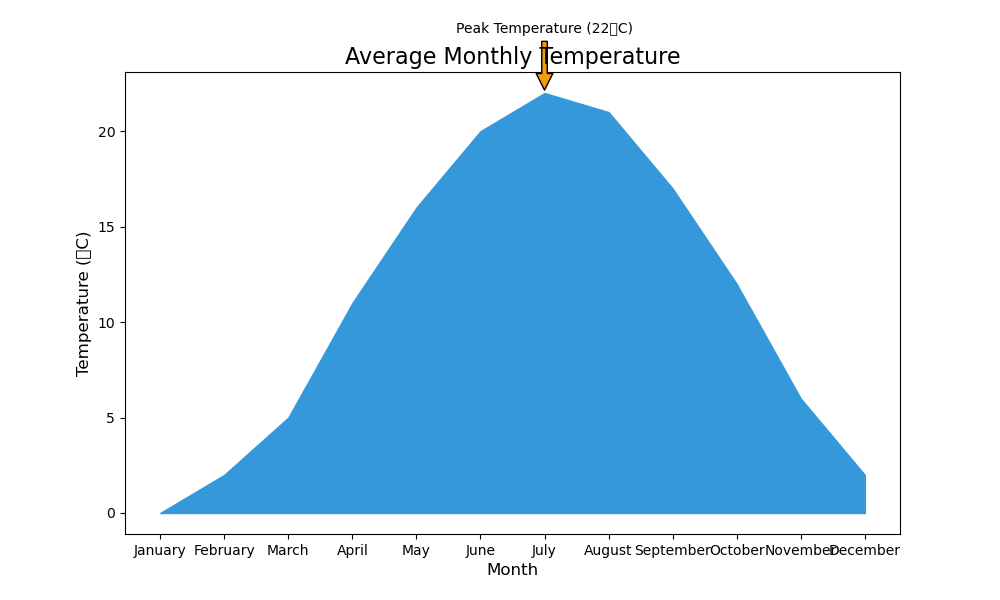 Peak Temperature (22▯C)
Average Monthly Temperature
Temperature (▯C)
20
15
10
5
0
January February March April May June July August September October November December
Month